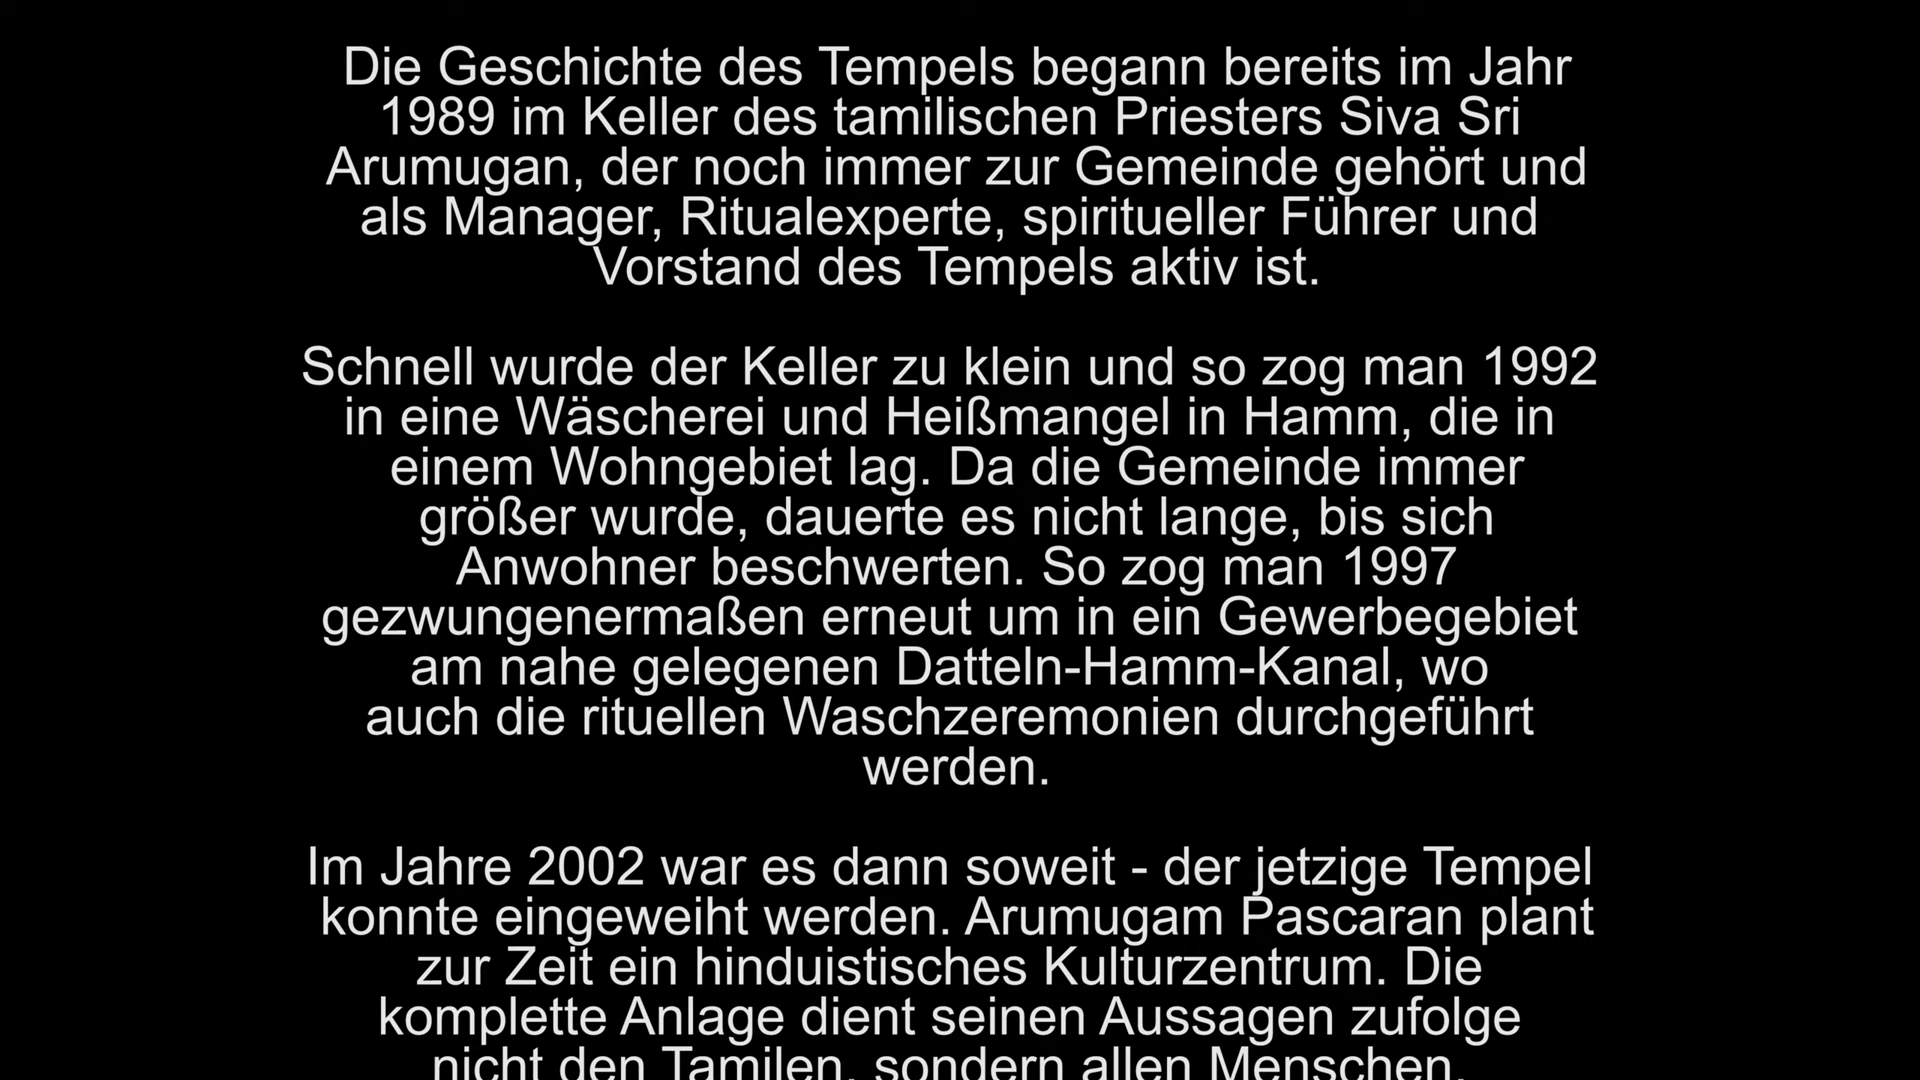 Die Geschichte des Tempels begann bereits im Jahr
1989 im Keller des tamilischen Priesters Siva Sri
Arumugan, der noch immer zur Gemeinde gehört und
als Manager, Ritualexperte, spiritueller Führer und
Vorstand des Tempels aktiv ist.
Schnell wurde der Keller zu klein und so zog man 1992
in eine Wäscherei und Heißmangel in Hamm, die in
einem Wohngebiet lag. Da die Gemeinde immer
größer wurde, dauerte es nicht lange, bis sich
Anwohner beschwerten. So zog man 1997
gezwungenermaßen erneut um in ein Gewerbegebiet
am nahe gelegenen Datteln-Hamm-Kanal, wo
auch die rituellen Waschzeremonien durchgeführt
werden.
Im Jahre 2002 war es dann soweit - der jetzige Tempel
konnte eingeweiht werden. Arumugam Pascaran plant
zur Zeit ein hinduistisches Kulturzentrum. Die
komplette Anlage dient seinen Aussagen zufolge
nicht den Tamilen, sondern allen Menschen.